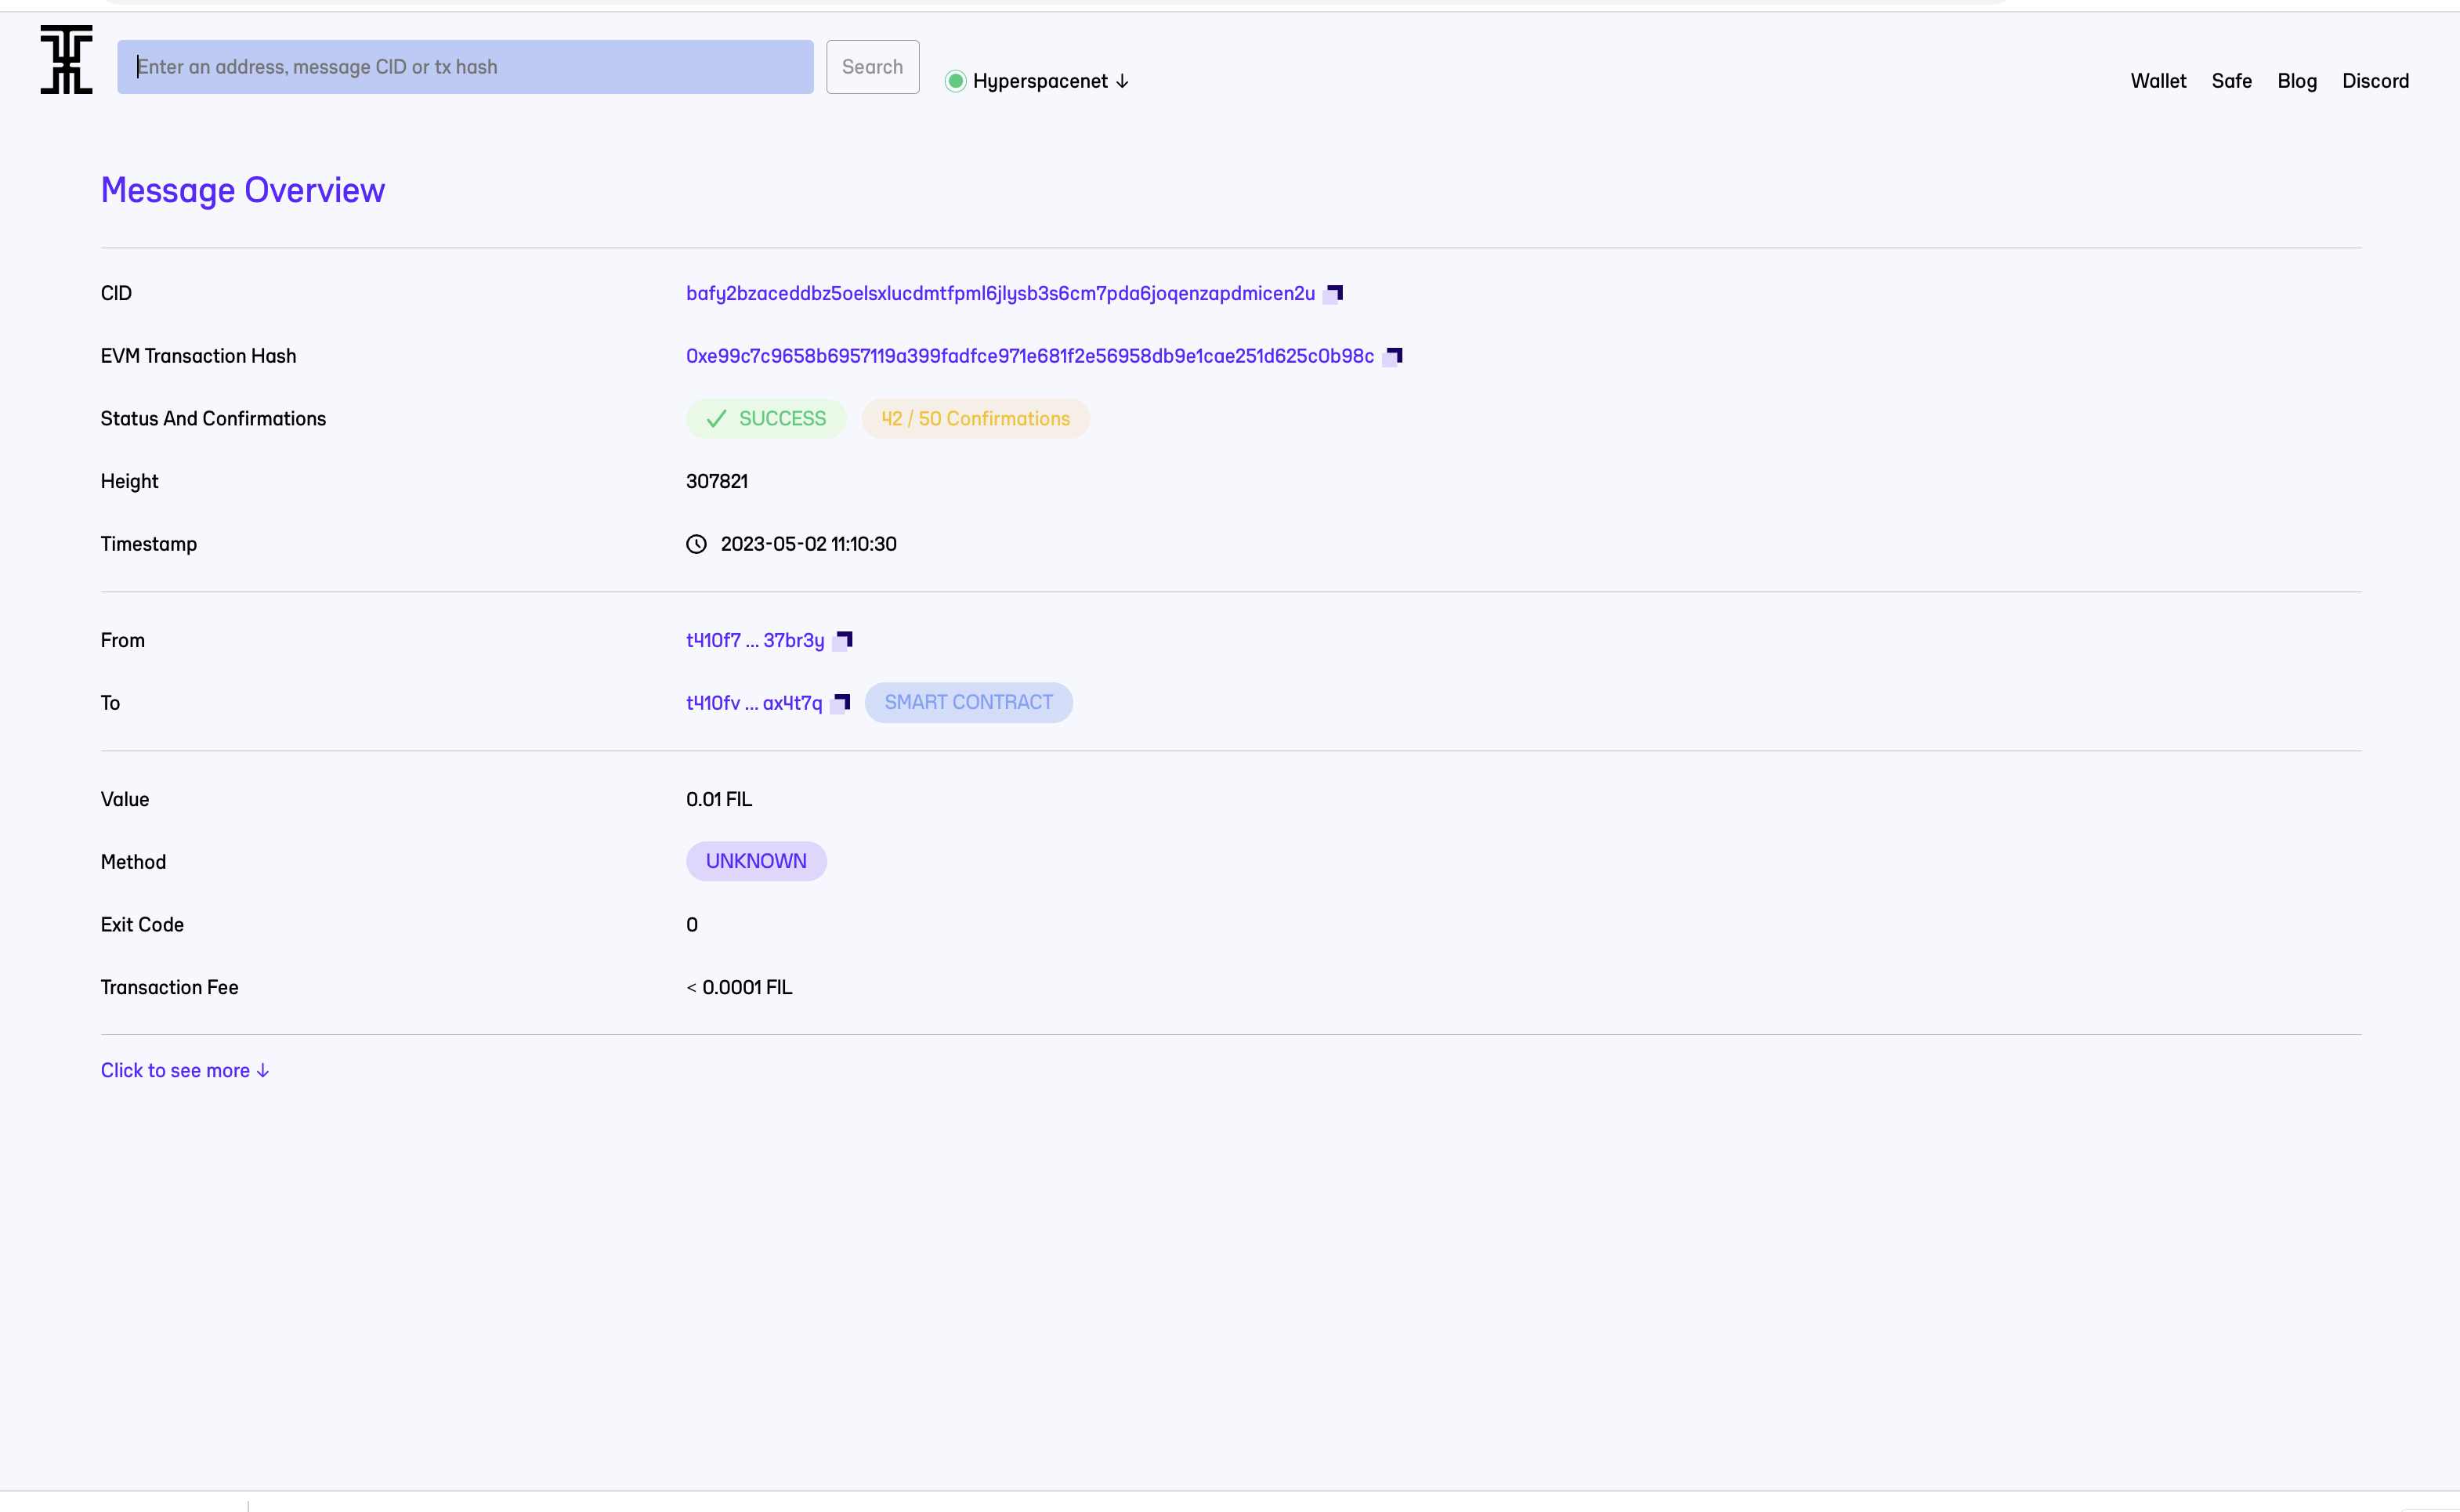 Enter an address, message CID or tx hash
Search
Hyperspacenet ↓
Wallet Safe Blog Discord
Message Overview
CID bafy2bzaceddbz5oelsxlucdmtfpml6jlysb3s6cm7pda6joqenzapdmicen2u
EVM Transaction Hash 0xe99c7c9658b6957119a399fadfce971e681f2e56958db9e1cae251d625c0b98c
Status And Confirmations SUCCESS 42 / 50 Confirmations
Height 307821
Timestamp 2023-05-02 11:10:30
From t410f7 ... 37br3y
To t410fv ... ax4t7q SMART CONTRACT
Value 0.01 FIL
Method UNKNOWN
Exit Code 0
Transaction Fee < 0.0001 FIL
Click to see more ↓